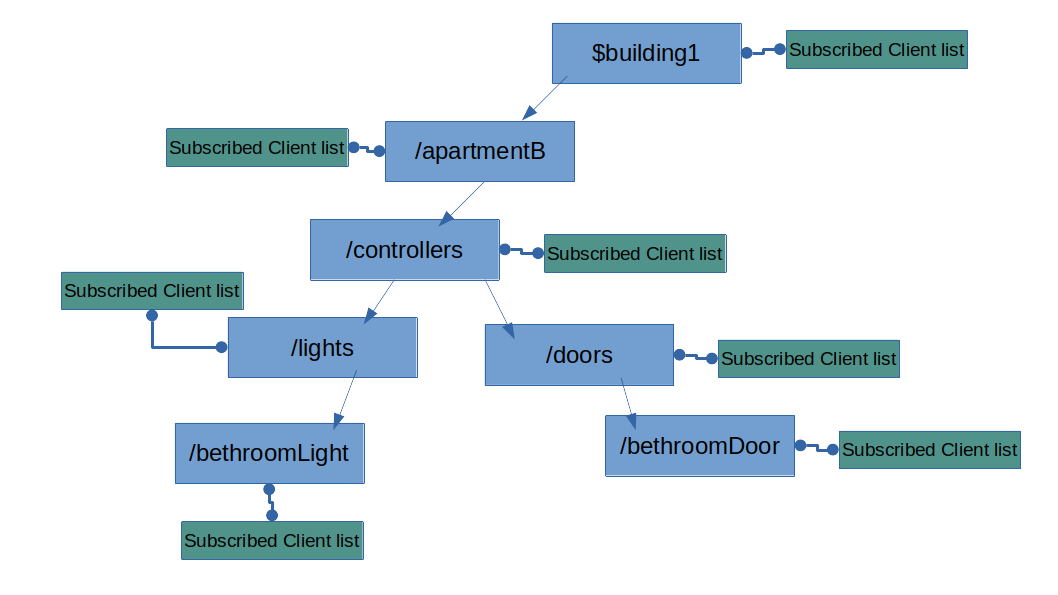 $building1
Subscribed Client list
Subscribed Client list
/apartmentB
/controllers
Subscribed Client list
Subscribed Client list
/lights
/doors
Subscribed Client list
/bethroomLight
/bethroomDoor
Subscribed Client list
Subscribed Client list